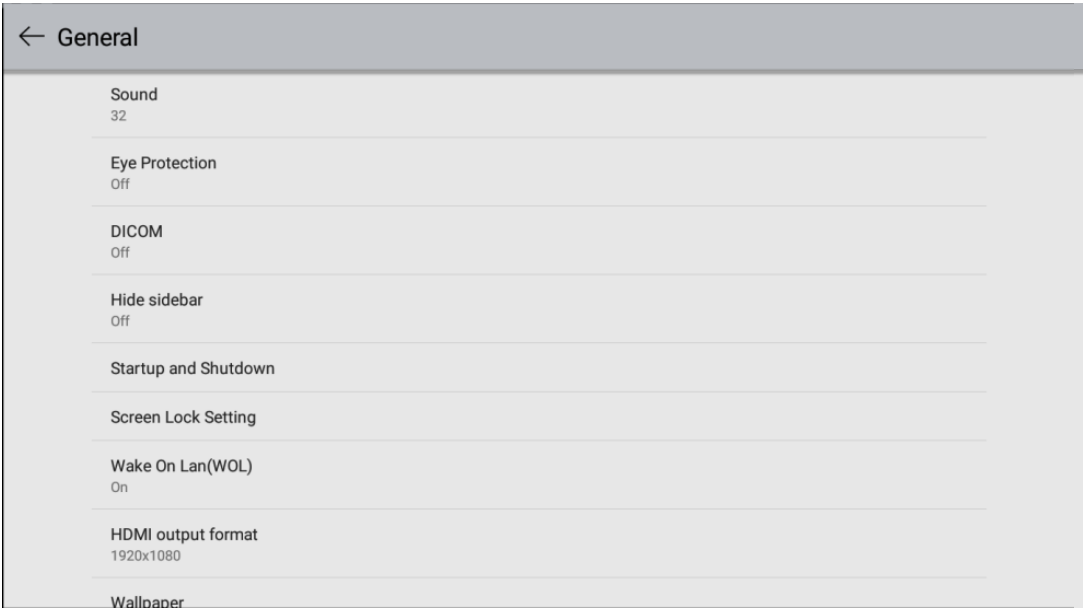 General
Sound
32
Eye Protection
Off
DICOM
Off
Hide sidebar
Off
Startup and Shutdown
Screen Lock Setting
Wake On Lan(WOL)
On
HDMI output format
1920x1080
Wallpaper